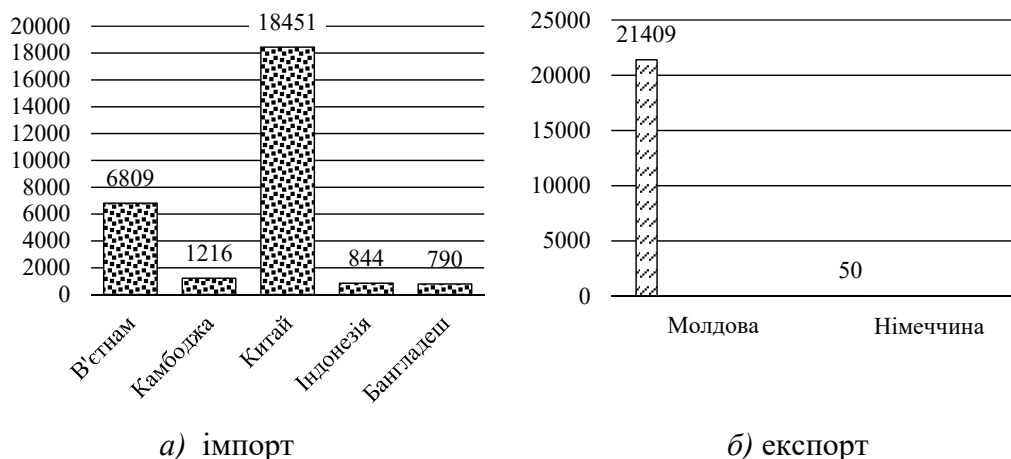 20000
18000
16000
14000
12000
10000
8000
6000
4000
2000
0
6809
1216
18451
844
790
В'єтнам
Камбоджа
Китай
Індонезія
Бангладеш
а) імпорт
25000
20000
15000
10000
5000
0
21409
50
Молдова
Німеччина
б) експорт